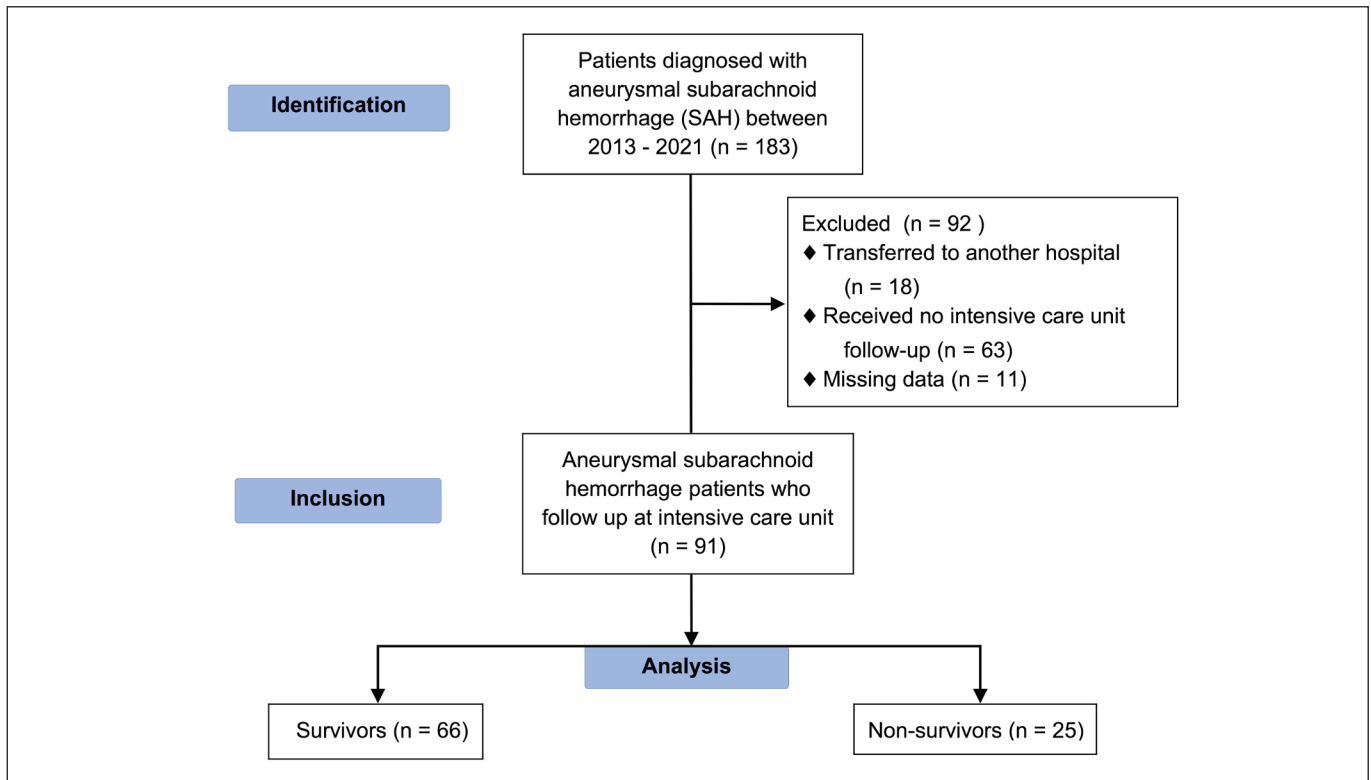 Identification
Patients diagnosed with
aneurysmal subarachnoid
hemorrhage (SAH) between
2013 - 2021 (n = 183)
Excluded (n = 92 )
♦ Transferred to another hospital
(n = 18)
♦ Received no intensive care unit
follow-up (n = 63)
♦ Missing data (n = 11)
Inclusion
Aneurysmal subarachnoid
hemorrhage patients who
follow up at intensive care unit
(n = 91)
Analysis
Survivors (n = 66)
Non-survivors (n = 25)